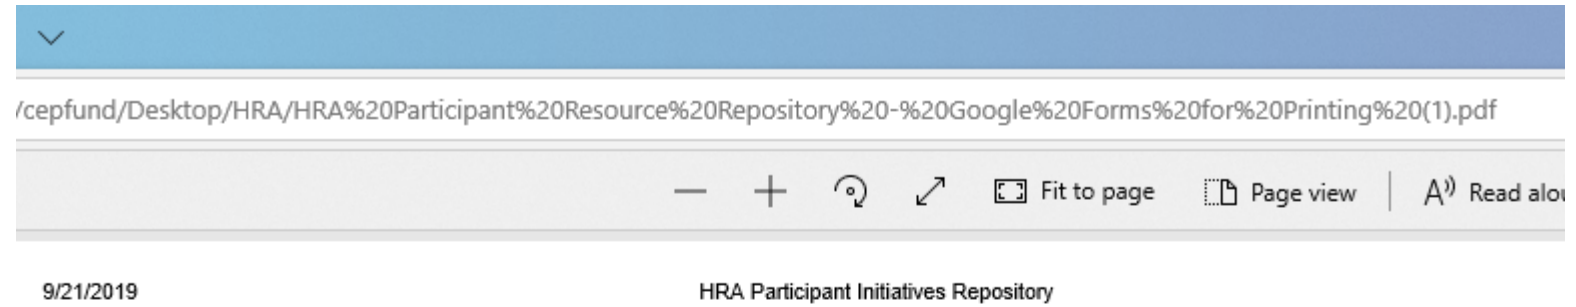 /cepfund/Desktop/HRA/HRA%20Participant%20Resource%20Repository%20-%20Google%20Forms%20for%20Printing%20(1).pdf
Fit to page Page view A Read alou
9/21/2019 HRA Participant Initiatives Repository